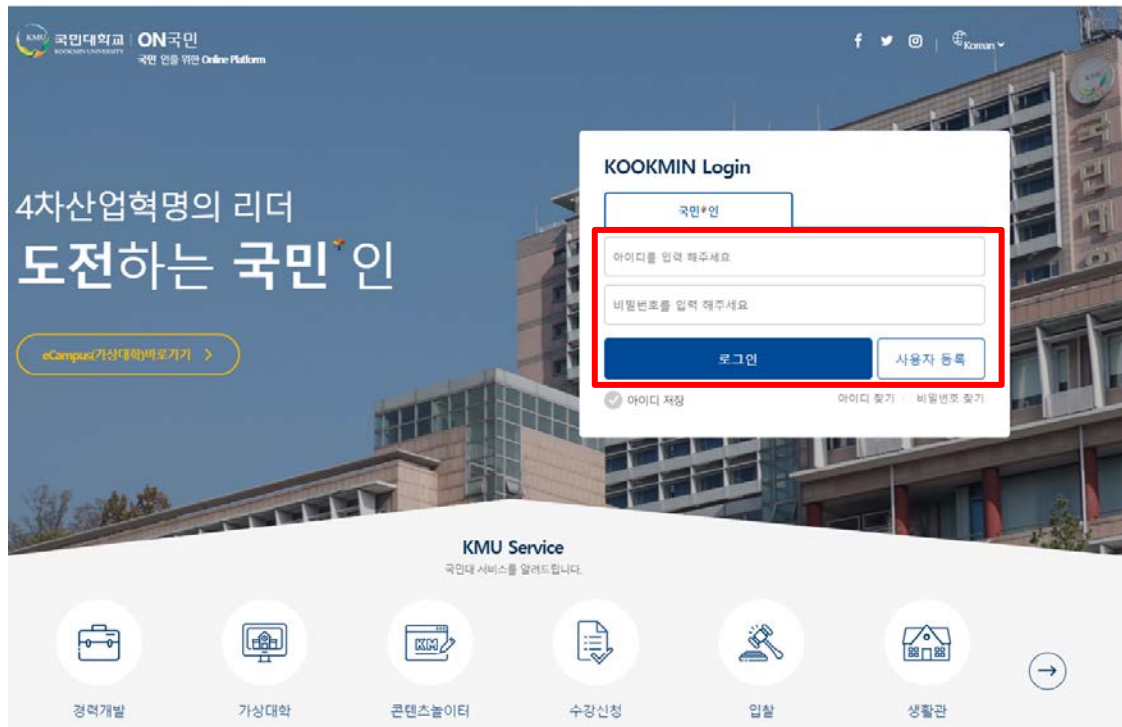 KMU 국민대학교 ON국민
KOOKMIN UNIVERSITY
국민 인을 위한 Online Platform
Korean
4차산업혁명의 리더
도전하는 국민*인
eCampus(가상대학)바로가기 >
KOOKMIN Login
국민*인
아이디를 입력 해주세요
비밀번호를 입력 해주세요
로그인
사용자 등록
아이디 저장
아이디 찾기 | 비밀번호 찾기
국민대학교
KMU Service
국민대 서비스를 알려드립니다.
경력개발
가상대학
KM
콘텐츠놀이터
수강신청
입찰
생활관